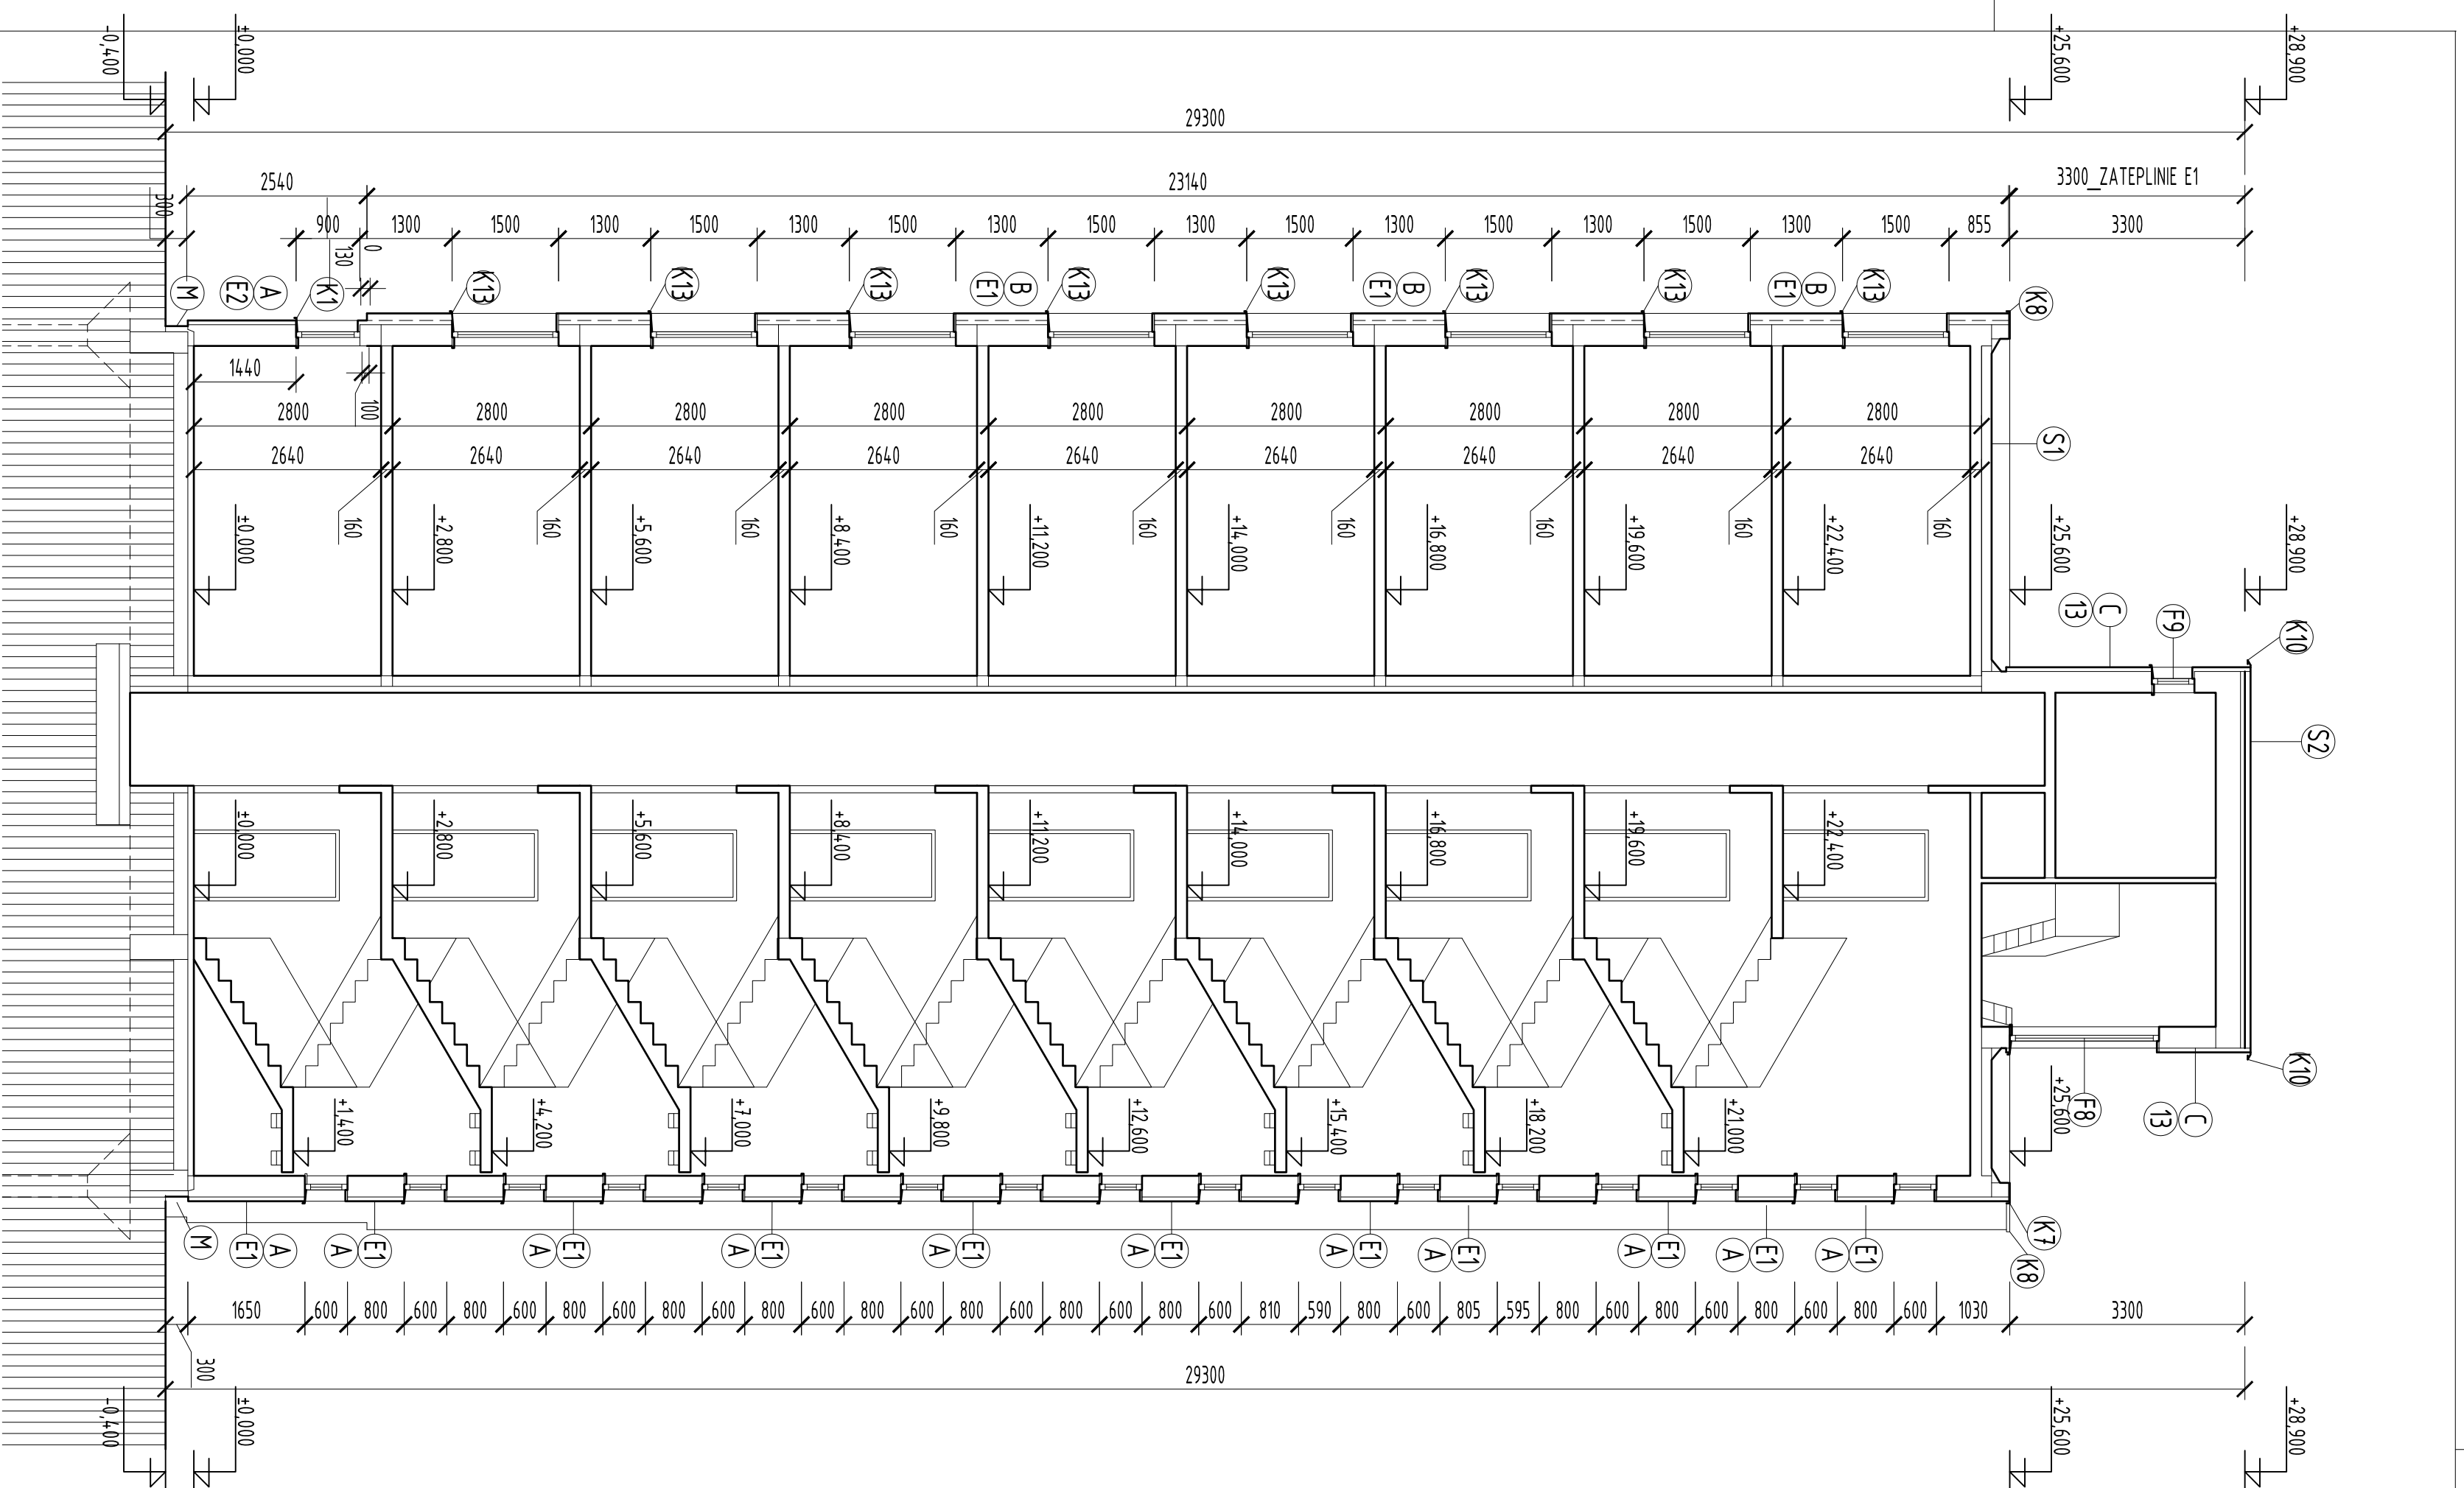 -0,400
±0,000
+25,600
+28,900
29300
2540
23140
3300_ZATEPLINIE E1
300
900
130
0
1300
1500
1300
1500
1300
1500
1300
1500
1300
1500
1300
1500
1300
1500
1300
1500
855
3300
M
E2
A
K1
K13
K13
K13
E1
B
K13
K13
E1
B
K13
K13
E1
B
K13
K8
1440
100
2800
2800
2800
2800
2800
2800
2800
2800
2800
S1
2640
2640
2640
2640
2640
2640
2640
2640
2640
160
160
160
160
160
160
160
160
160
±0,000
+2,800
+5,600
+8,400
+11,200
+14,000
+16,800
+19,600
+22,400
+25,600
+28,900
13
C
F9
K10
S2
±0,000
+2,800
+5,600
+8,400
+11,200
+14,000
+16,800
+19,600
+22,400
+1,400
+4,200
+7,000
+9,800
+12,600
+15,400
+18,200
+21,000
+25,600
F8
13
C
K10
M
E1
A
A
E1
A
E1
A
E1
A
E1
A
E1
A
E1
A
E1
A
E1
A
E1
A
E1
K7
K8
1650
600
800
600
800
600
800
600
800
600
800
600
800
600
800
600
800
600
800
600
810
590
800
600
805
595
800
600
800
600
800
600
800
600
1030
3300
300
29300
-0,400
±0,000
+25,600
+28,900